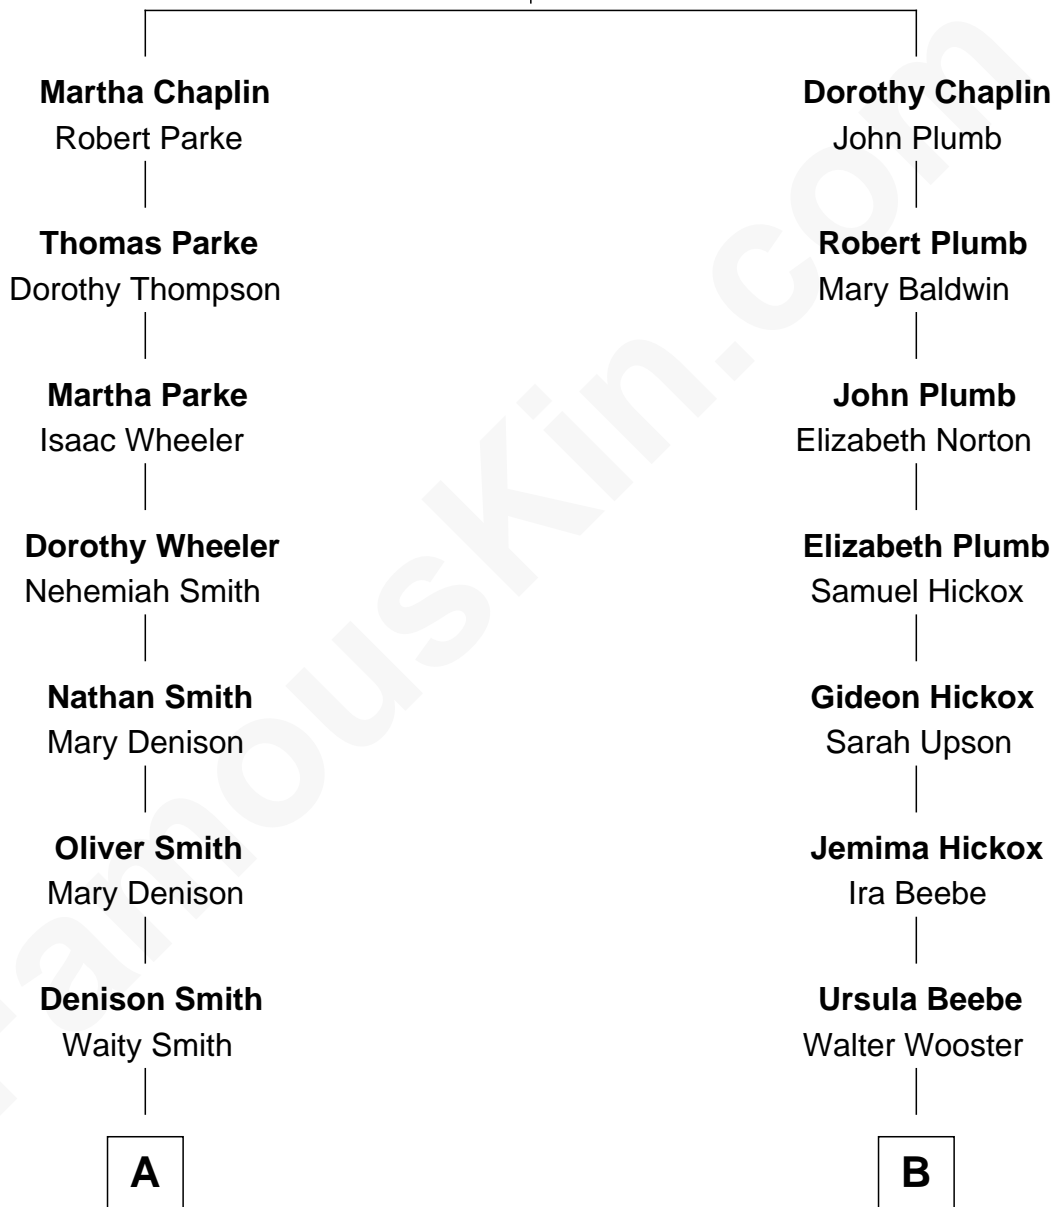 Martha Chaplin
Robert Parke
Dorothy Chaplin
John Plumb
Thomas Parke
Dorothy Thompson
Robert Plumb
Mary Baldwin
Martha Parke
Isaac Wheeler
John Plumb
Elizabeth Norton
Dorothy Wheeler
Nehemiah Smith
Elizabeth Plumb
Samuel Hickox
Nathan Smith
Mary Denison
Gideon Hickox
Sarah Upson
Oliver Smith
Mary Denison
Jemima Hickox
Ira Beebe
Denison Smith
Waity Smith
Ursula Beebe
Walter Wooster
A
B
FamousKin.com